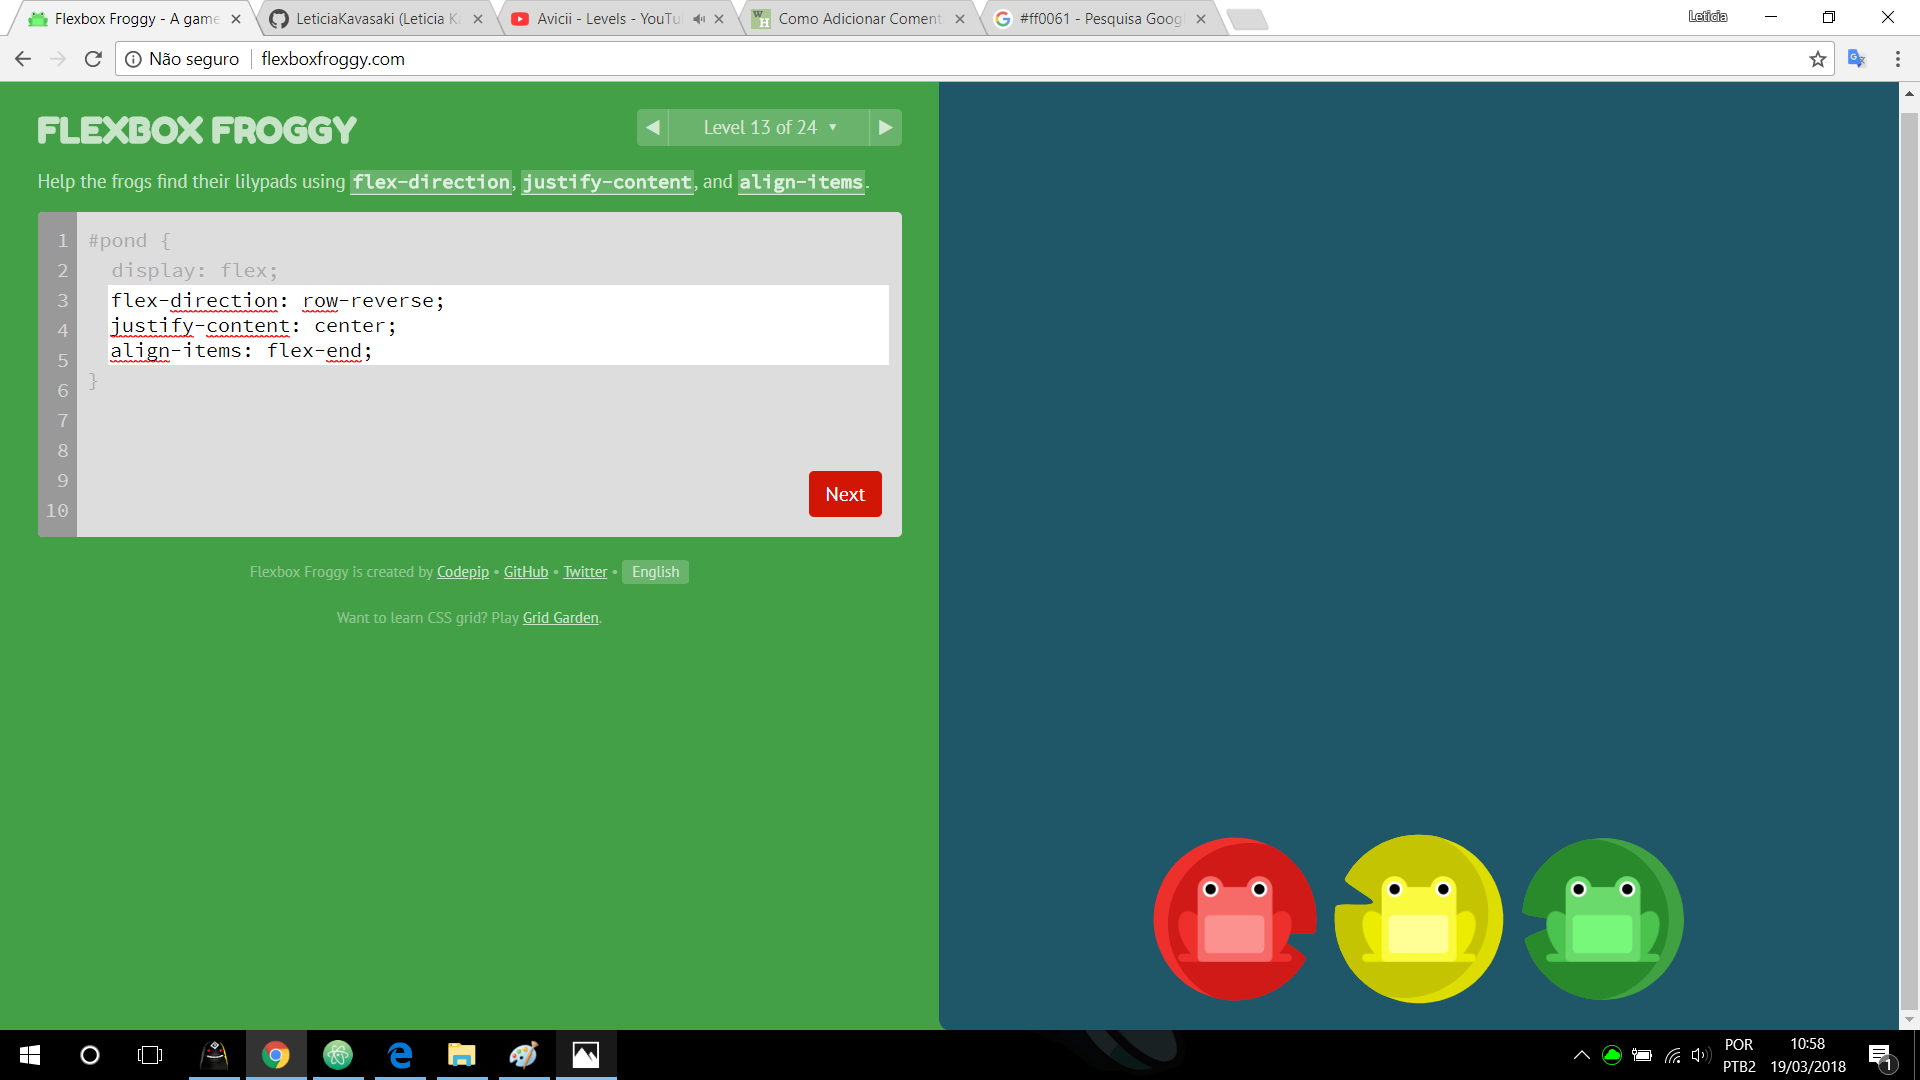 Flexbox Froggy - A game
LeticiaKavasaki (Leticia K
Avicii - Levels - YouTu
Como Adicionar Coment
#ff0061 - Pesquisa Goog
Leticia
Não seguro
flexboxfroggy.com
FLEXBOX FROGGY
Level 13 of 24
Help the frogs find their lilypads using flex-direction, justify-content, and align-items.
1 #pond {
2 display: flex;
3 flex-direction: row-reverse;
4 justify-content: center;
5 align-items: flex-end;
6 }
7
8
9
10
Next
Flexbox Froggy is created by Codepip • GitHub • Twitter • English
Want to learn CSS grid? Play Grid Garden.
POR
PTB2
10:58
19/03/2018
1